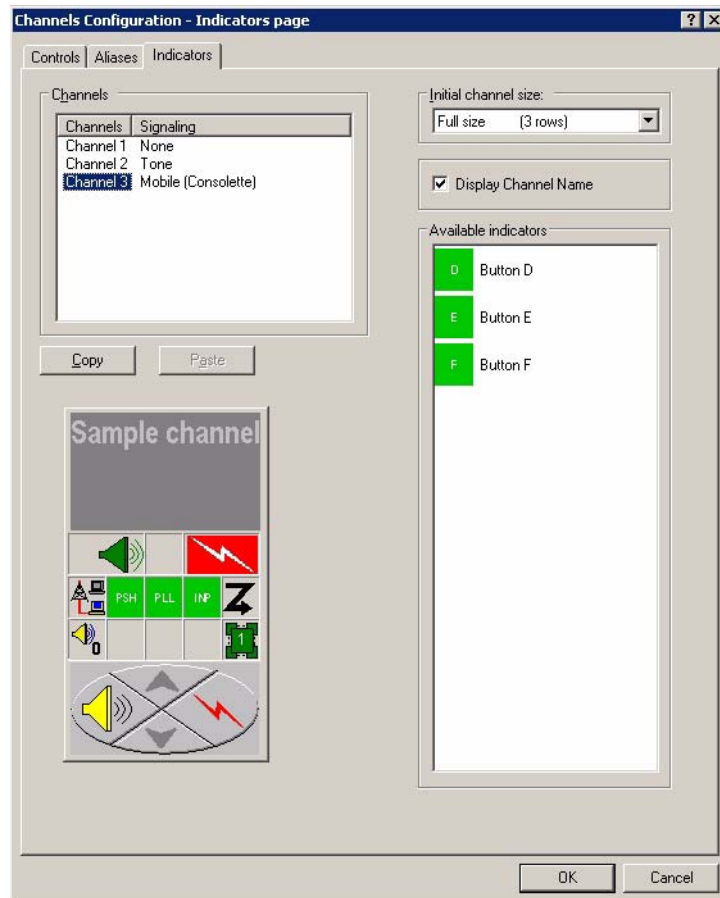 Channels Configuration - Indicators page
Controls
Aliases
Indicators
Channels
Channels Signaling
Channel 1 None
Channel 2 Tone
Channel 3 Mobile (Consolette)
Copy
Paste
Sample channel
PSH PLL INP
0
1
Initial channel size:
Full size (3 rows)
Display Channel Name
Available indicators
D Button D
E Button E
F Button F
OK
Cancel